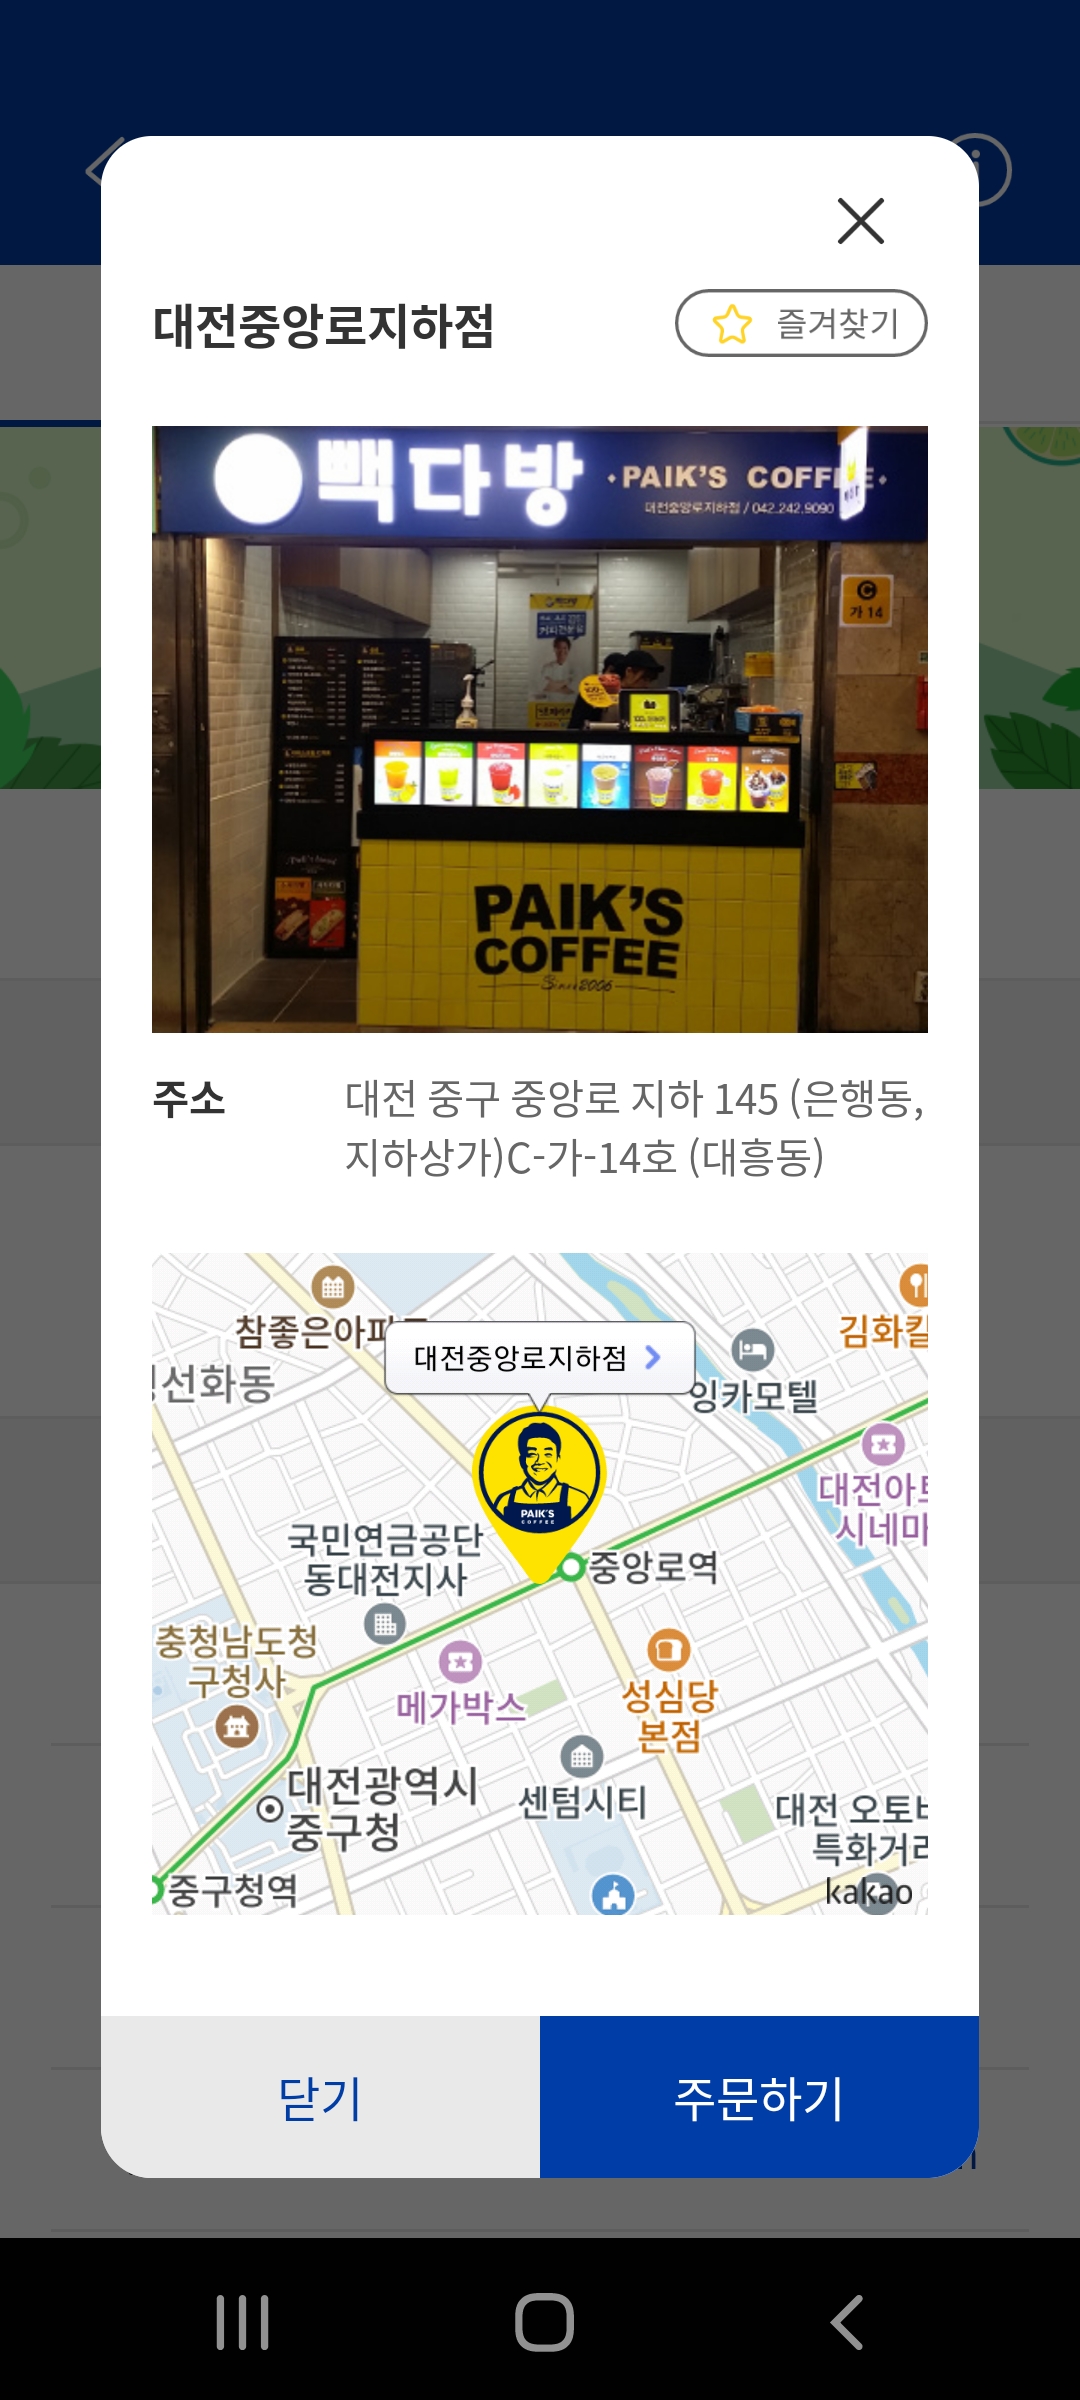 대전중앙로지하점
즐겨찾기
빽다방
PAIK'S COFFEE
대전중앙로지하점 / 042.242.9090
C
가 14
PAIK'S
COFFEE
Since 2006
주소
대전 중구 중앙로 지하 145 (은행동,
지하상가)C-가-14호 (대흥동)
참좋은아파
선화동
대전중앙로지하점
잉카모텔
김화칼
대전아트
시네마
PAIK'S
COFFEE
국민연금공단
동대전지사
중앙로역
충청남도청
구청사
메가박스
성심당
본점
센텀시티
대전광역시
중구청
대전 오토바
특화거리
중구청역
kakao
닫기
주문하기